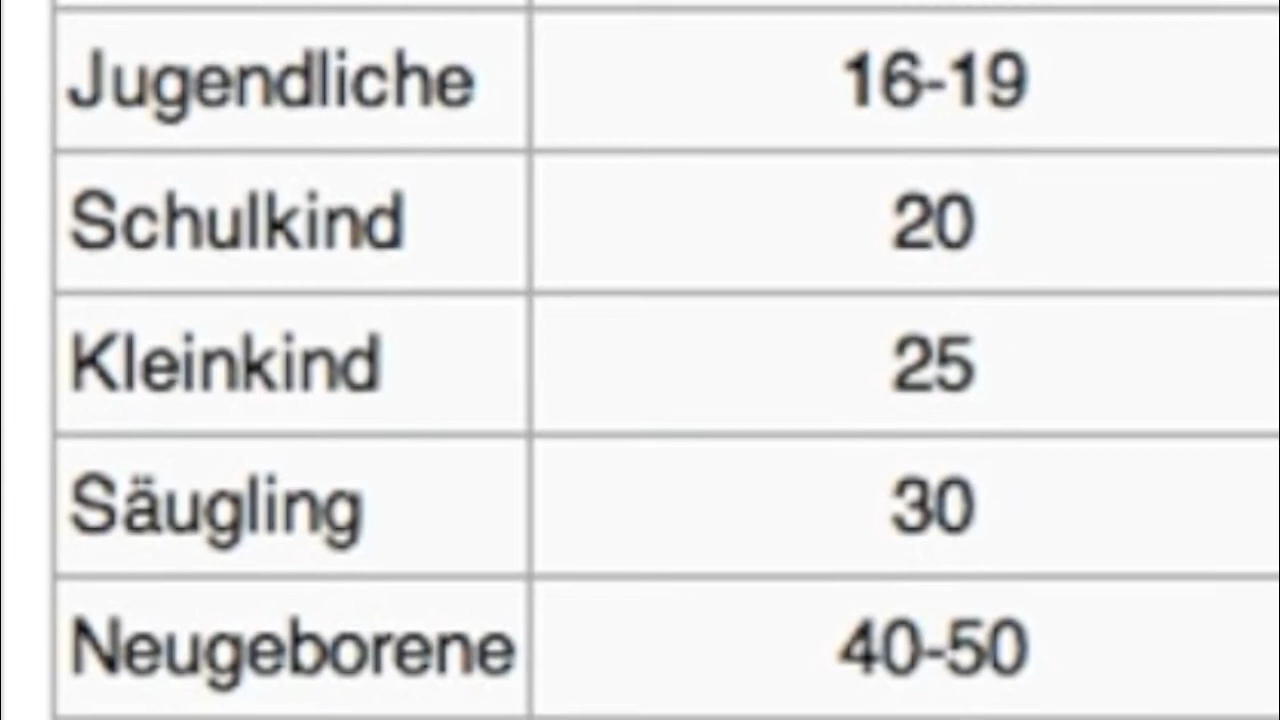 Jugendliche 16-19
Schulkind 20
Kleinkind 25
Säugling 30
Neugeborene 40-50